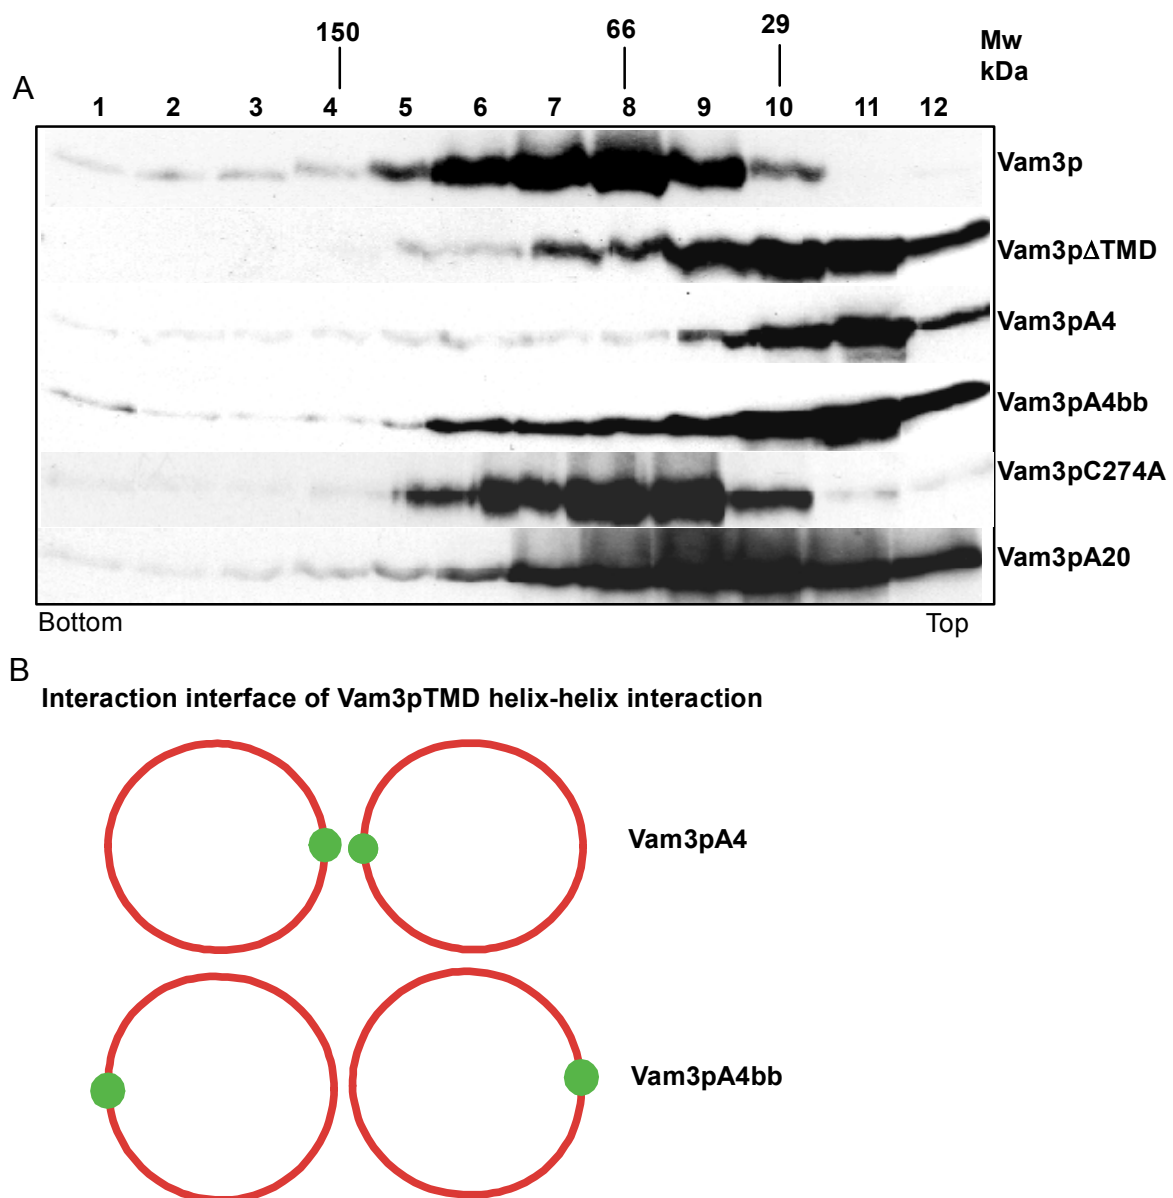 150 66 29 Mw
kDa
A
1 2 3 4 5 6 7 8 9 10 11 12
Vam3p
Vam3pΔTMD
Vam3pA4
Vam3pA4bb
Vam3pC274A
Vam3pA20
Bottom Top
B
Interaction interface of Vam3pTMD helix-helix interaction
Vam3pA4
Vam3pA4bb